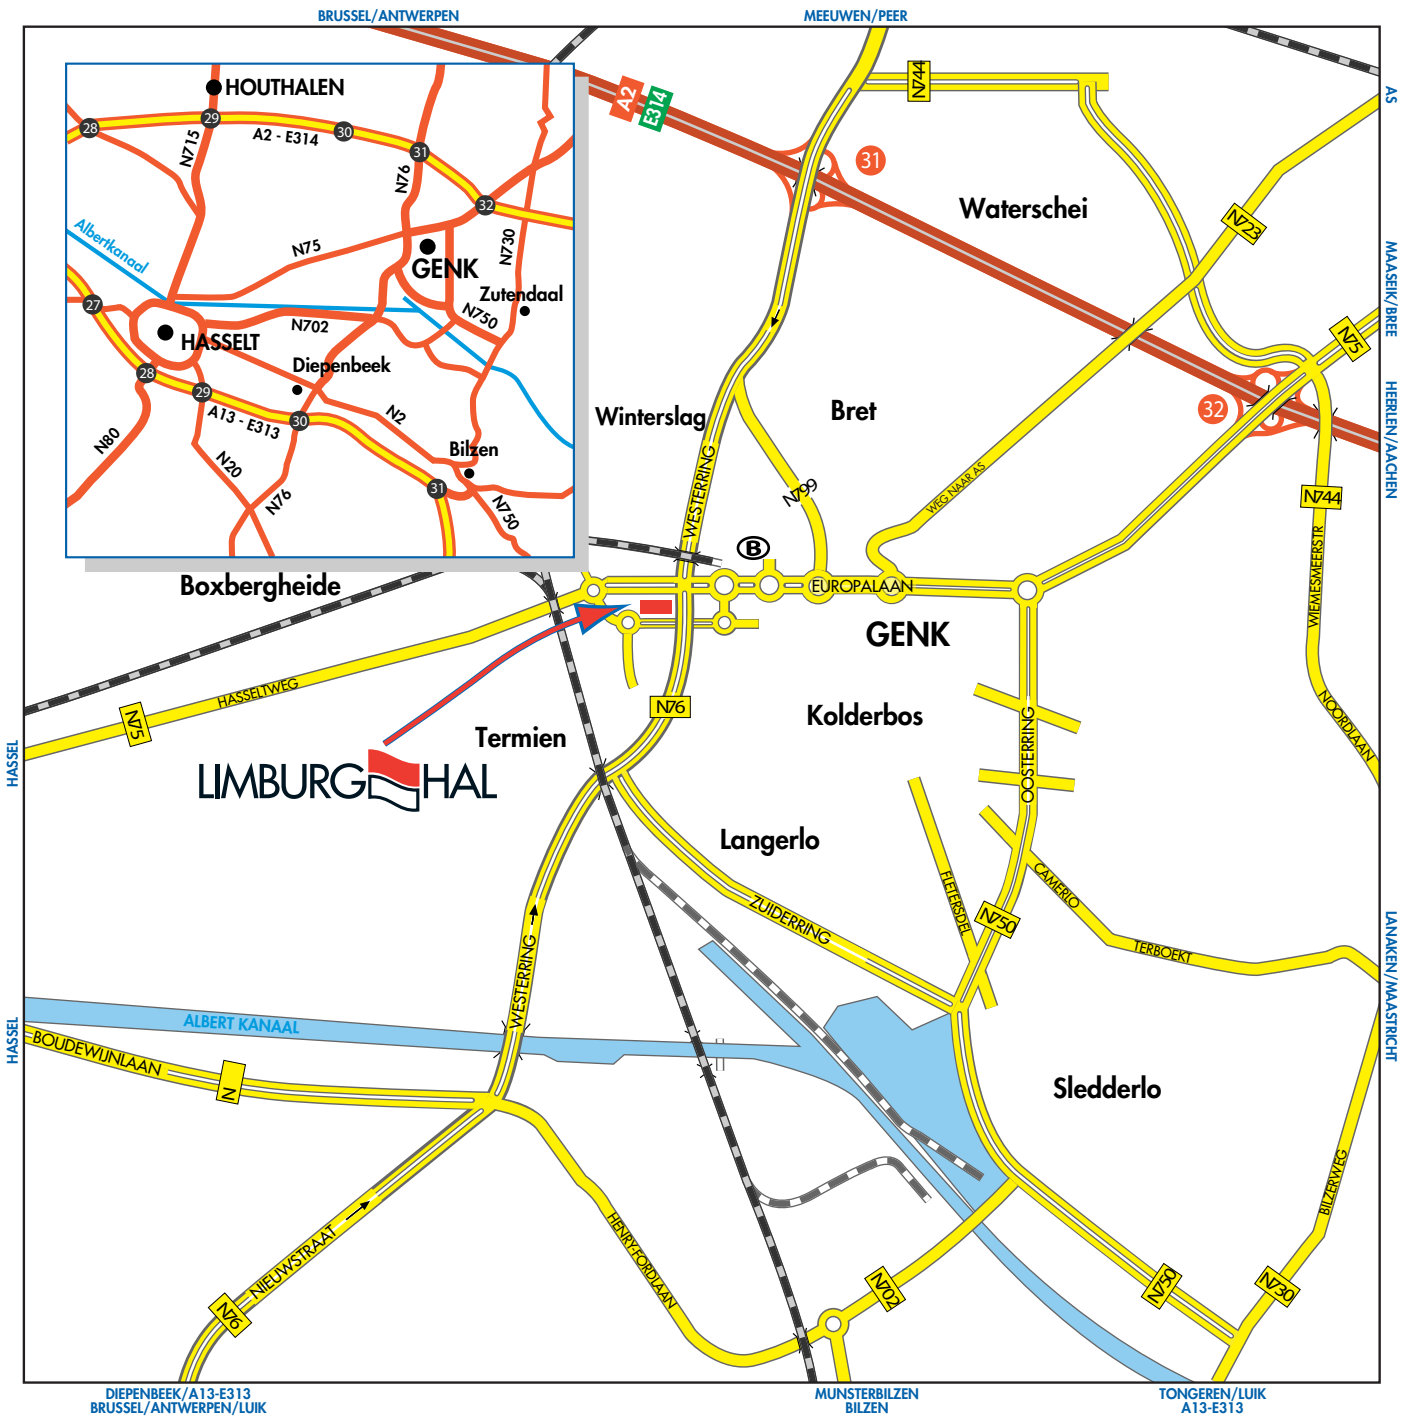 BRUSSEL/ANTWERPEN
MEEUWEN/PEER
HOUTHALEN
28
29
30
A2 - E314
31
N715
N76
32
Albertkanaal
N75
GENK
N730
Zutendaal
27
N702
N750
HASSELT
Diepenbeek
28
29
A13 - E313
30
N2
N80
N20
N76
Bilzen
31
N750
A2
E314
N744
31
AS
Waterschei
N723
MAASEIK/BREE
N75
Winterslag
Bret
32
HEERLEN/AACHEN
WESTERRING
N799
WEG NAAR AS
N744
B
Boxbergheide
EUROPALAAN
WIEMESMEERSTR
GENK
HASSELTWEG
N75
N76
Kolderbos
OOSTERRING
NOORDLAAN
HASSEL
Termien
LIMBURG HAL
Langerlo
FLETERSDEL
CAMERLO
ZUIDERRING
N750
TERBOEKT
LANAKEN/MAASTRICHT
WESTERRING
ALBERT KANAAL
HASSEL
BOUDEWIJNLAAN
N
Sledderlo
BILZERWEG
NIEUWSTRAAT
HENRY-FORDLAAN
N76
N702
N750
N730
DIEPENBEEK/A13-E313
BRUSSEL/ANTWERPEN/LUIK
MUNSTERBILZEN
BILZEN
TONGEREN/LUIK
A13-E313